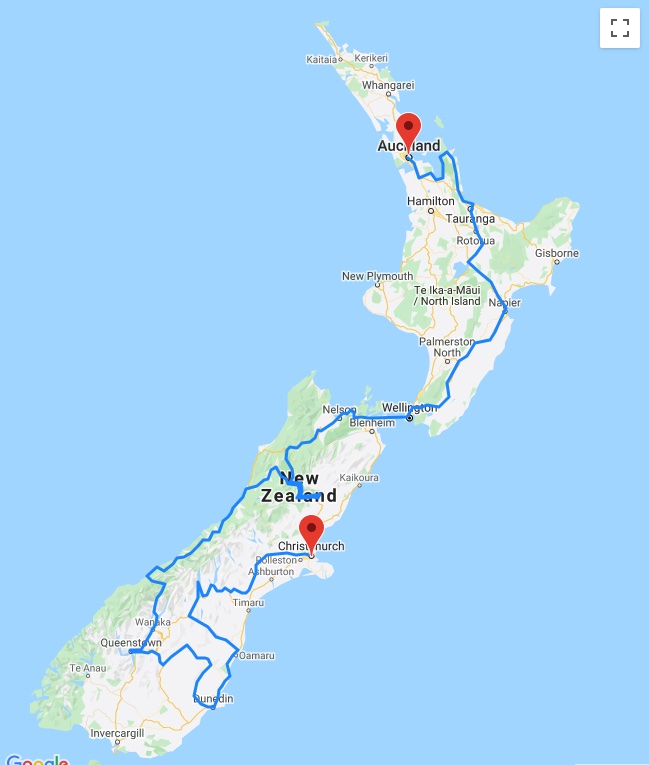 Kaitaia
Kerikeri
Whangarei
Auckland
Hamilton
Tauranga
Rotorua
Gisborne
New Plymouth
Te Ika-a-Māui
/ North Island
Napier
Palmerston
North
Wellington
Nelson
Blenheim
New
Zealand
Kaikoura
Christchurch
Rolleston
Ashburton
Timaru
Wanaka
Queenstown
Oamaru
Te Anau
Dunedin
Invercargill
Google